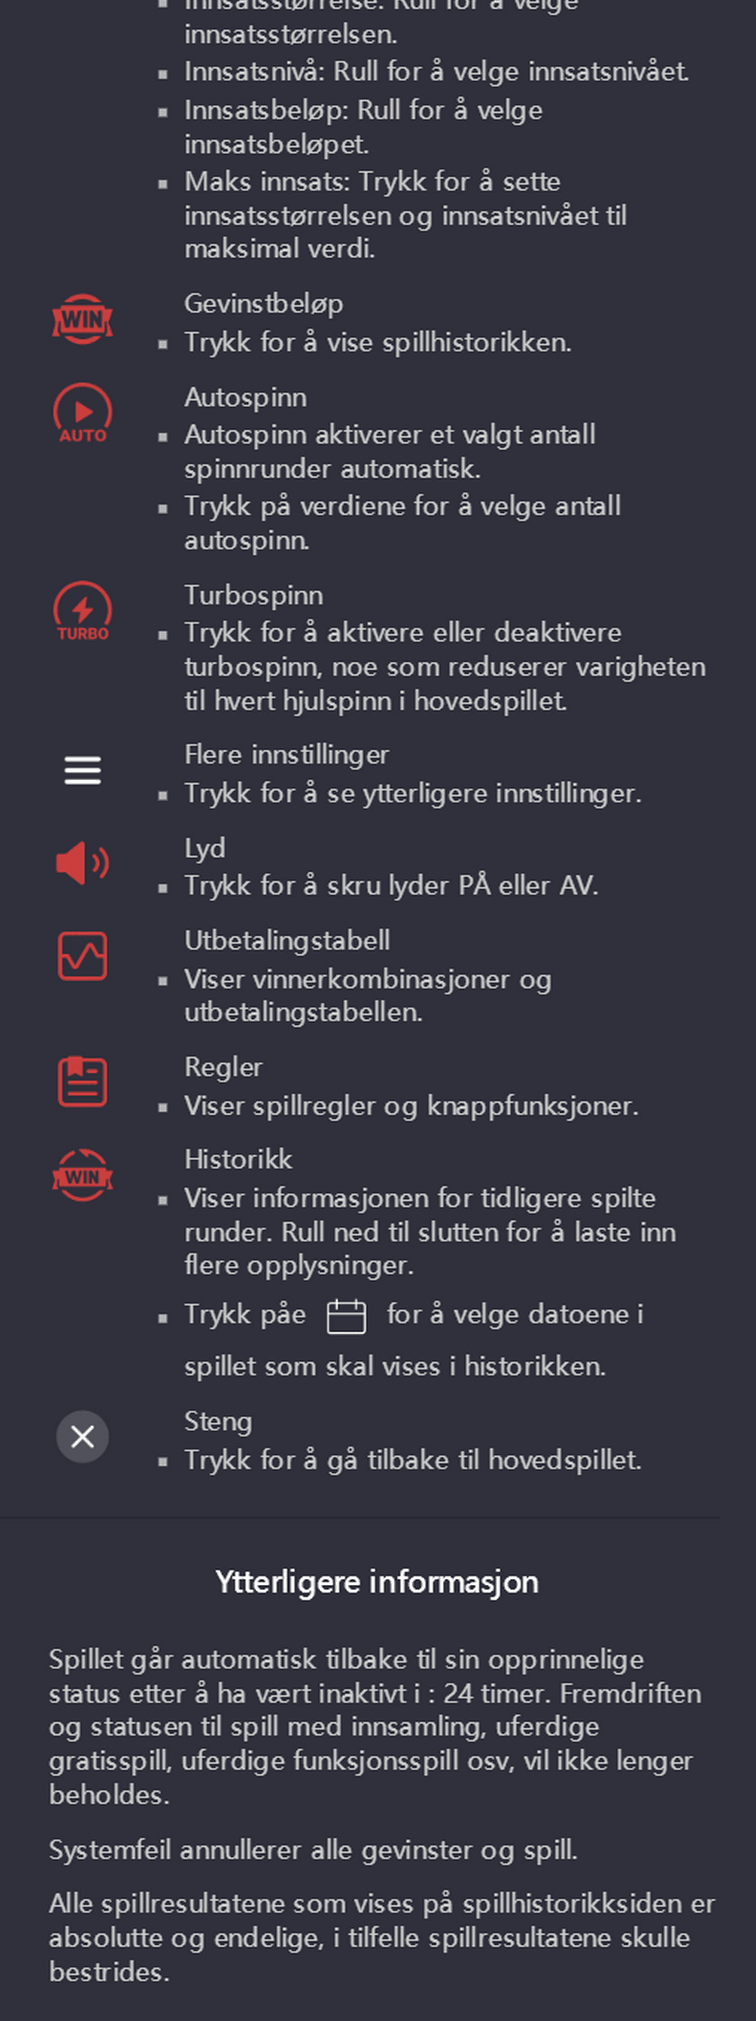 Innsatsstørrelse: Rull for å velge
innsatsstørrelsen.
Innsatsnivå: Rull for å velge innsatsnivået.
Innsatsbeløp: Rull for å velge
innsatsbeløpet.
Maks innsats: Trykk for å sette
innsatsstørrelsen og innsatsnivået til
maksimal verdi.
WIN
Gevinstbeløp
Trykk for å vise spillhistorikken.
AUTO
Autospinn
Autospinn aktiverer et valgt antall
spinnrunder automatisk.
Trykk på verdiene for å velge antall
autospinn.
TURBO
Turbospinn
Trykk for å aktivere eller deaktivere
turbospinn, noe som reduserer varigheten
til hvert hjulspinn i hovedspillet.
Flere innstillinger
Trykk for å se ytterligere innstillinger.
Lyd
Trykk for å skru lyder PÅ eller AV.
Utbetalingstabell
Viser vinnerkombinasjoner og
utbetalingstabellen.
Regler
Viser spillregler og knappfunksjoner.
WIN
Historikk
Viser informasjonen for tidligere spilte
runder. Rull ned til slutten for å laste inn
flere opplysninger.
Trykk påe for å velge datoene i
spillet som skal vises i historikken.
Steng
Trykk for å gå tilbake til hovedspillet.
Ytterligere informasjon
Spillet går automatisk tilbake til sin opprinnelige
status etter å ha vært inaktivt i : 24 timer. Fremdriften
og statusen til spill med innsamling, uferdige
gratisspill, uferdige funksjonsspill osv, vil ikke lenger
beholdes.
Systemfeil annullerer alle gevinster og spill.
Alle spillresultatene som vises på spillhistorikksiden er
absolutte og endelige, i tilfelle spillresultatene skulle
bestrides.